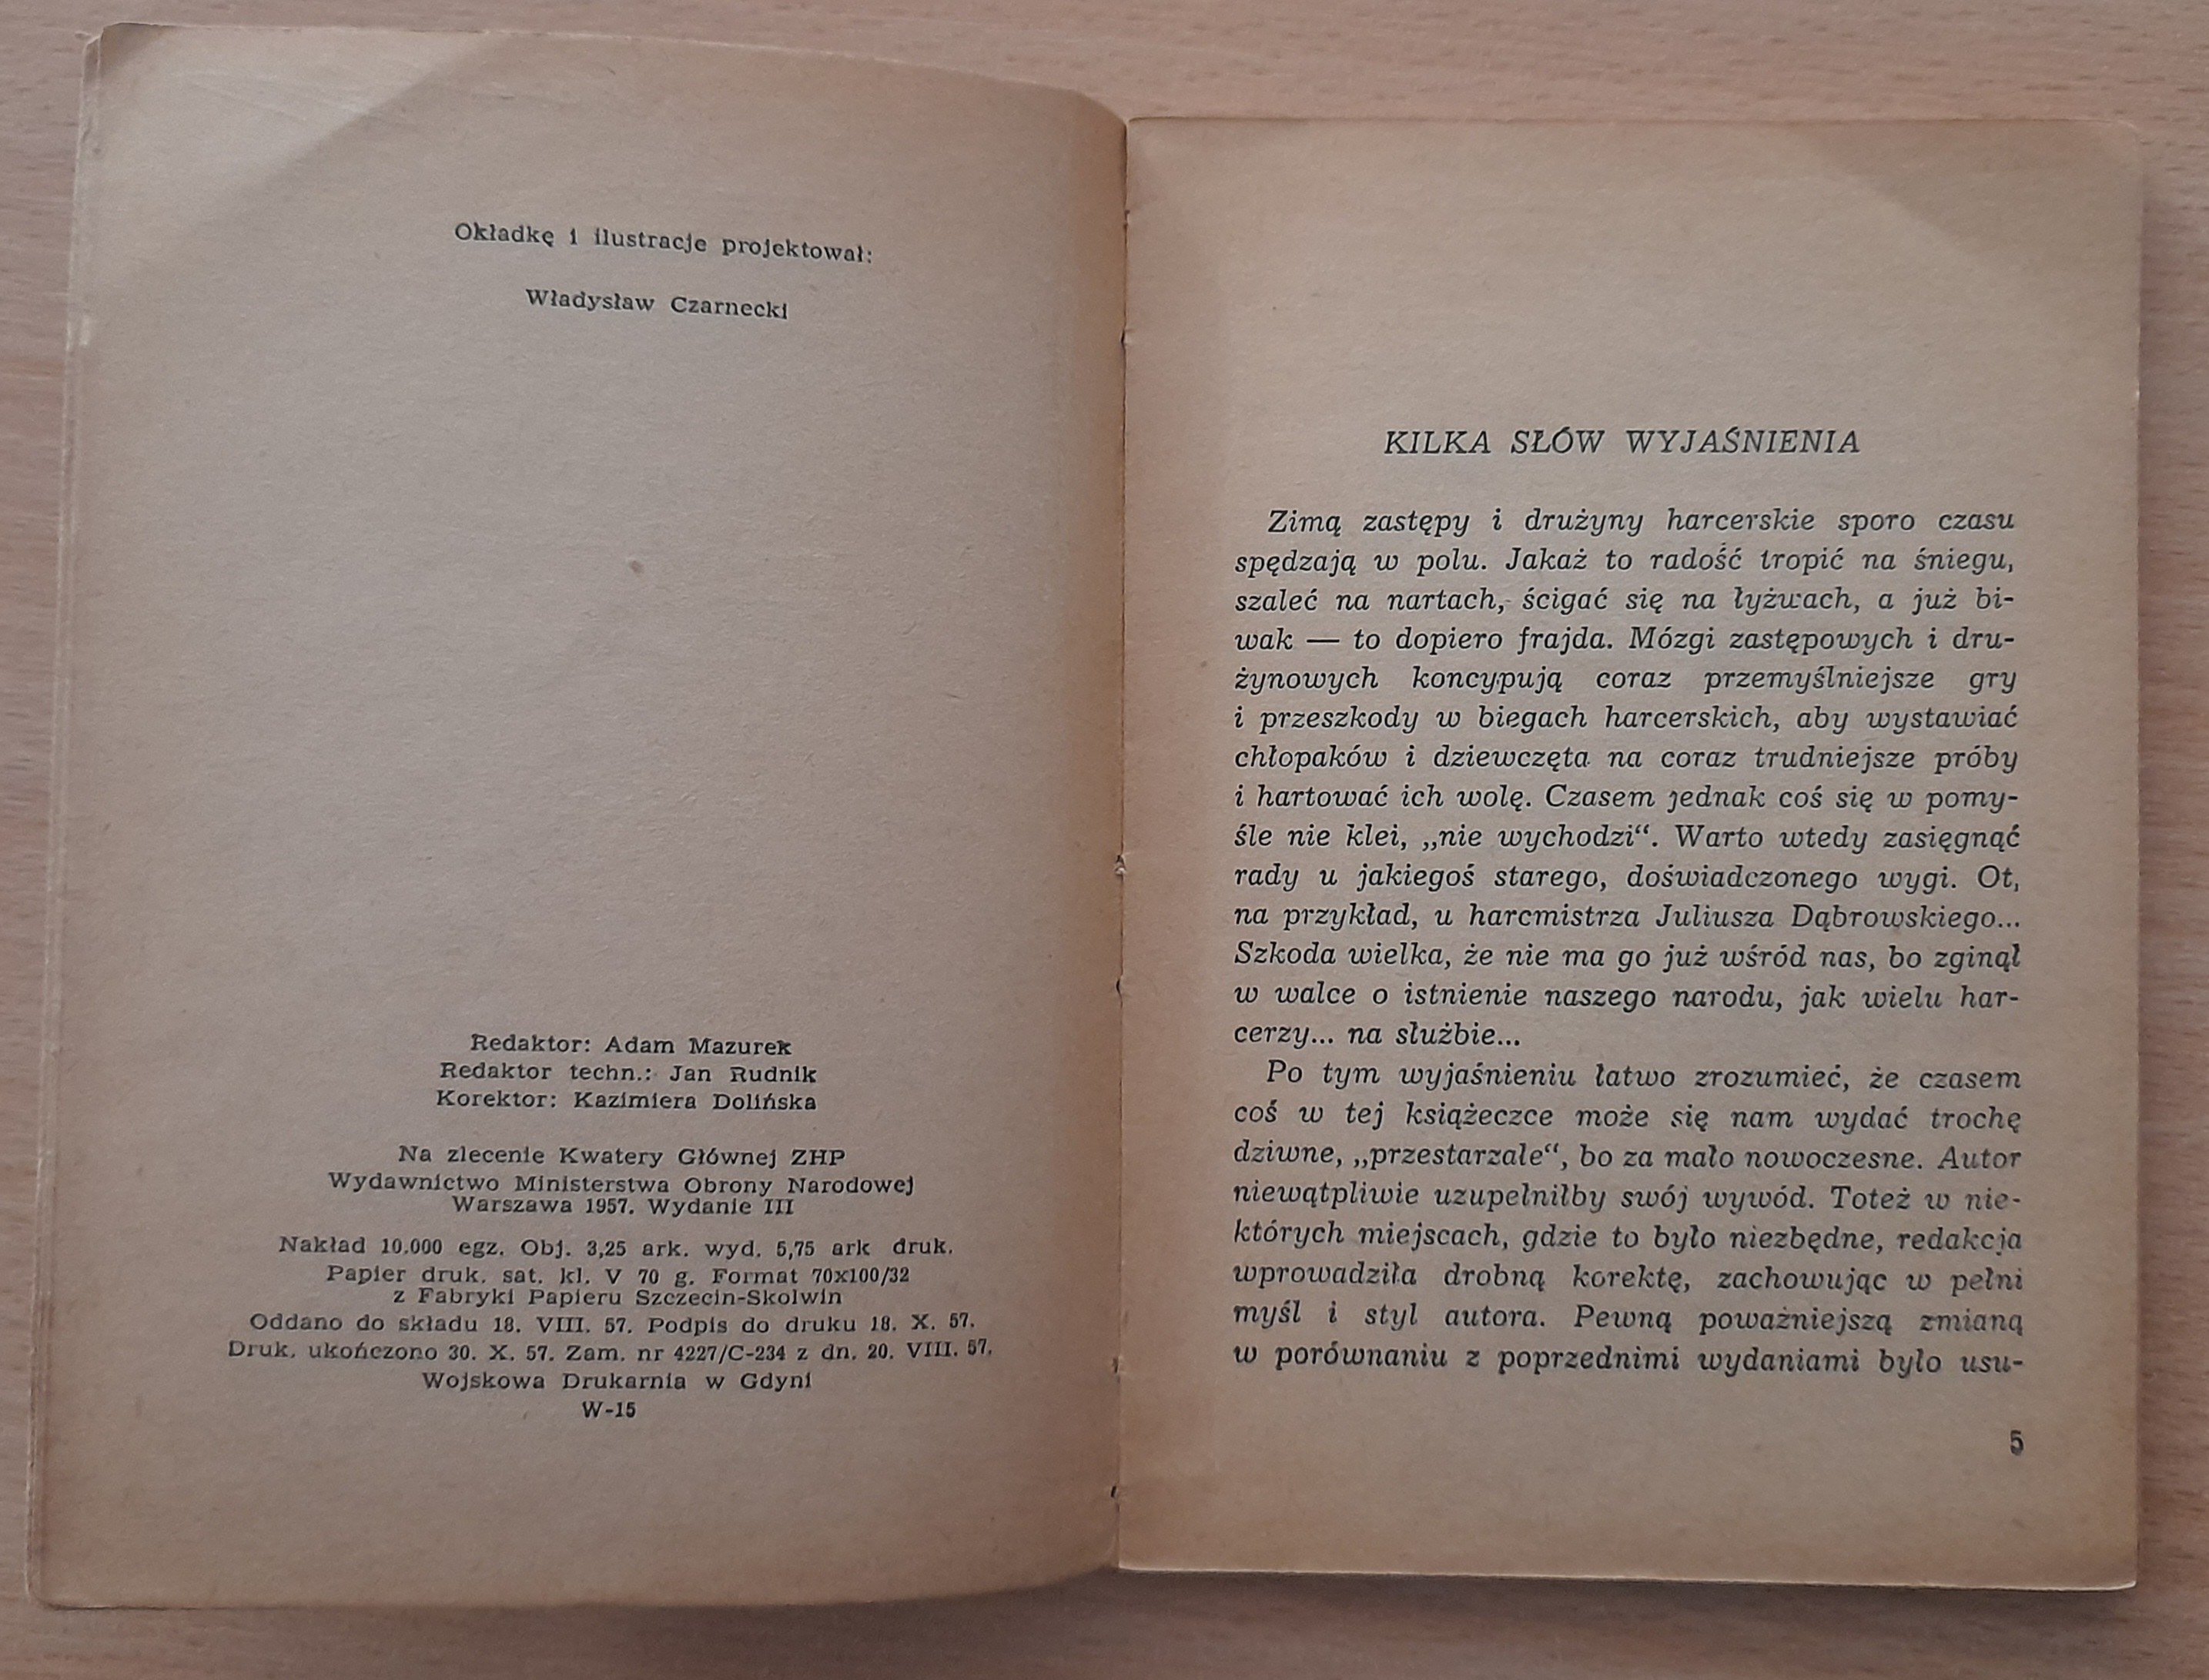 Okładkę i ilustracje projektował:
Władysław Czarnecki
Redaktor: Adam Mazurek
Redaktor techn.: Jan Rudnik
Korektor: Kazimiera Dolińska
Na zlecenie Kwatery Głównej ZHP
Wydawnictwo Ministerstwa Obrony Narodowej
Warszawa 1957. Wydanie III
Nakład 10.000 egz. Obj. 3,25 ark. wyd. 5,75 ark druk.
Papier druk. sat. kl. V 70 g. Format 70x100/32
z Fabryki Papieru Szczecin-Skolwin
Oddano do składu 18. VIII. 57. Podpis do druku 18. X. 57.
Druk. ukończono 30. X. 57. Zam. nr 4227/C-234 z dn. 20. VIII. 57.
Wojskowa Drukarnia w Gdyni
W-15
KILKA SŁÓW WYJAŚNIENIA
Zimą zastępy i drużyny harcerskie sporo czasu
spędzają w polu. Jakaż to radość tropić na śniegu,
szaleć na nartach, ścigać się na łyżwach, a już bi-
wak — to dopiero frajda. Mózgi zastępowych i dru-
żynowych koncypują coraz przemyślniejsze gry
i przeszkody w biegach harcerskich, aby wystawiać
chłopaków i dziewczęta na coraz trudniejsze próby
i hartować ich wolę. Czasem jednak coś się w pomy-
śle nie klei, „nie wychodzi“. Warto wtedy zasięgnąć
rady u jakiegoś starego, doświadczonego wygi. Ot,
na przykład, u harcmistrza Juliusza Dąbrowskiego...
Szkoda wielka, że nie ma go już wśród nas, bo zginął
w walce o istnienie naszego narodu, jak wielu har-
cerzy... na służbie...
Po tym wyjaśnieniu łatwo zrozumieć, że czasem
coś w tej książeczce może się nam wydać trochę
dziwne, „przestarzałe“, bo za mało nowoczesne. Autor
niewątpliwie uzupełniłby swój wywód. Toteż w nie-
których miejscach, gdzie to było niezbędne, redakcja
wprowadziła drobną korektę, zachowując w pełni
myśl i styl autora. Pewną poważniejszą zmianą
w porównaniu z poprzednimi wydaniami było usu-
5